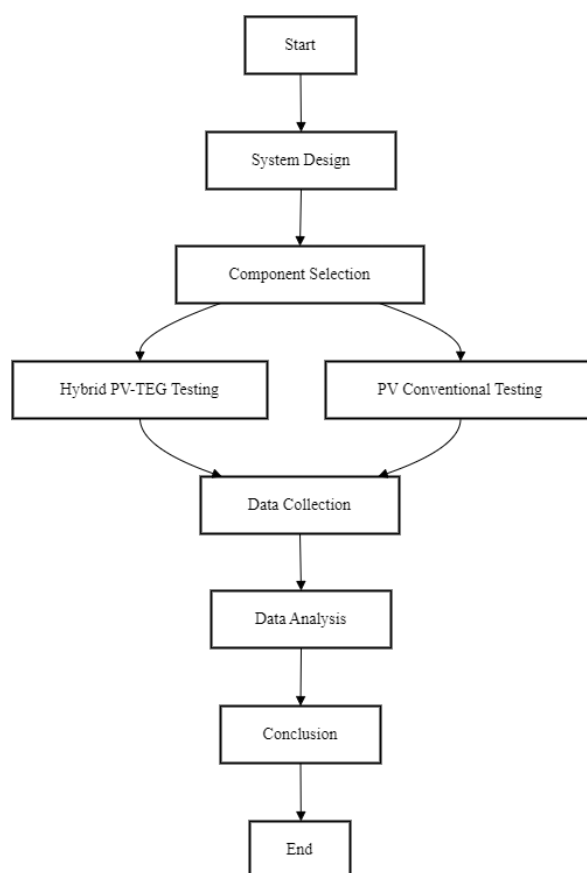 Start
System Design
Component Selection
Hybrid PV-TEG Testing
PV Conventional Testing
Data Collection
Data Analysis
Conclusion
End